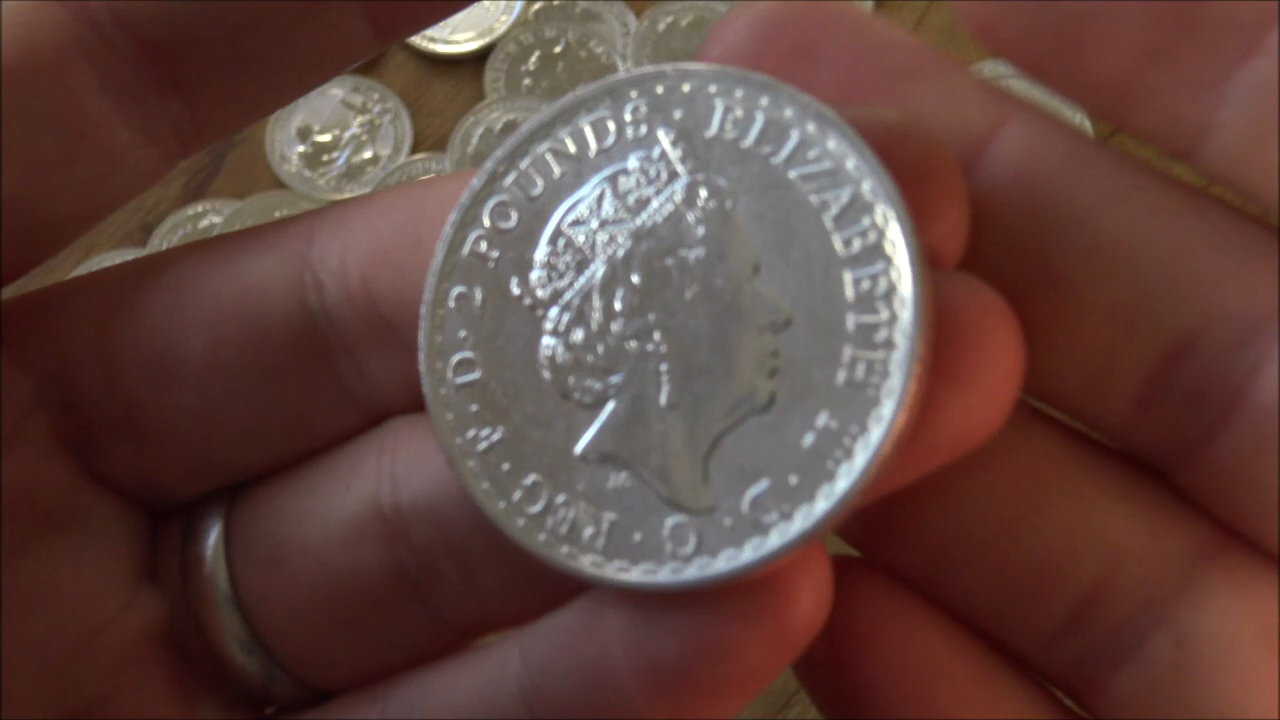 ELIZABETH II · D · G · REG · F · D · 2 POUNDS ·